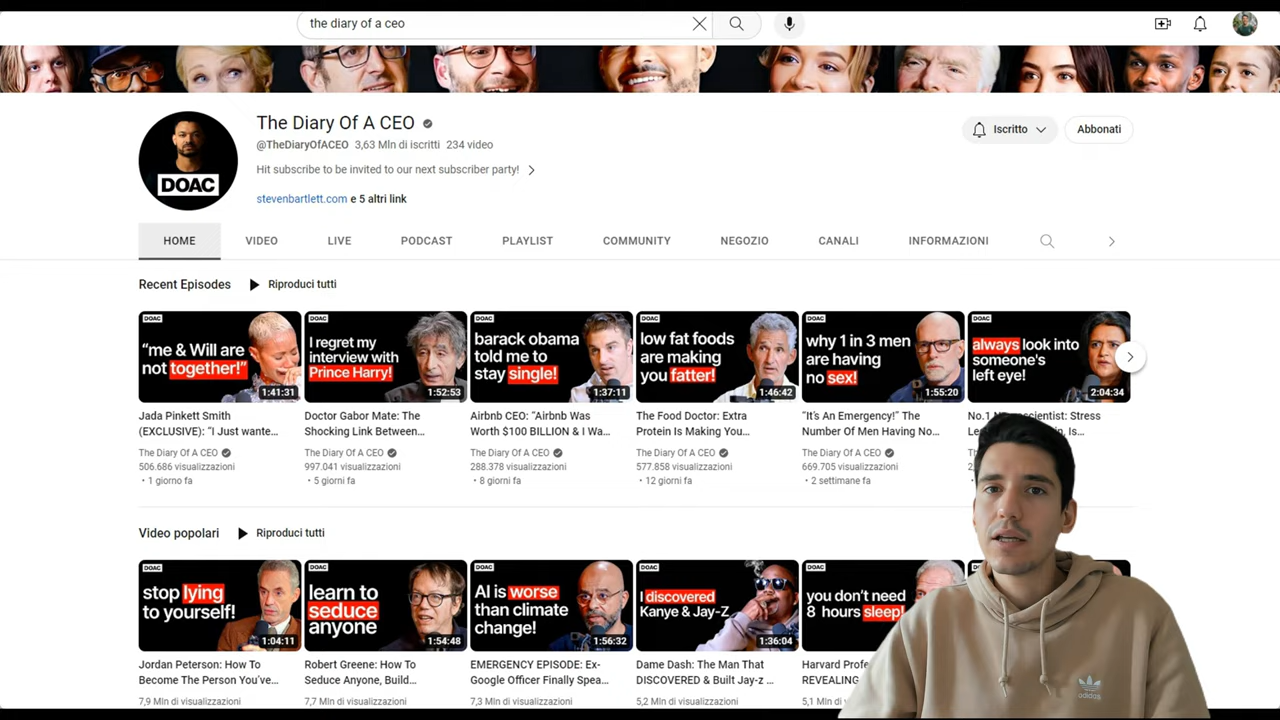 the diary of a ceo
The Diary Of A CEO
@TheDiaryOfACEO 3,63 Mln di iscritti 234 video
Hit subscribe to be invited to our next subscriber party!
stevenbartlett.com e 5 altri link
DOAC
Iscritto
Abbonati
HOME VIDEO LIVE PODCAST PLAYLIST COMMUNITY NEGOZIO CANALI INFORMAZIONI
Recent Episodes Riproduci tutti
DOAC
"me & Will are
not together!"
1:41:31
Jada Pinkett Smith
(EXCLUSIVE): "I Just wante...
The Diary Of A CEO
506.686 visualizzazioni
• 1 giorno fa
DOAC
I regret my
interview with
Prince Harry!
1:52:53
Doctor Gabor Mate: The
Shocking Link Between...
The Diary Of A CEO
997.041 visualizzazioni
• 5 giorni fa
DOAC
barack obama
told me to
stay single!
1:37:11
Airbnb CEO: "Airbnb Was
Worth $100 BILLION & I Wa...
The Diary Of A CEO
288.378 visualizzazioni
• 8 giorni fa
DOAC
low fat foods
are making
you fatter!
1:46:42
The Food Doctor: Extra
Protein Is Making You...
The Diary Of A CEO
577.858 visualizzazioni
• 12 giorni fa
DOAC
why 1 in 3 men
are having
no sex!
1:55:20
"It's An Emergency!" The
Number Of Men Having No...
The Diary Of A CEO
669.705 visualizzazioni
• 2 settimane fa
DOAC
always look into
someone's
left eye!
2:04:34
Stress
Is...
The
Video popolari Riproduci tutti
DOAC
stop lying
to yourself!
1:04:11
Jordan Peterson: How To
Become The Person You've...
7,9 Mln di visualizzazioni
DOAC
learn to
seduce
anyone
1:54:48
Robert Greene: How To
Seduce Anyone, Build...
7,7 Mln di visualizzazioni
DOAC
AI is worse
than climate
change!
1:56:32
EMERGENCY EPISODE: Ex-
Google Officer Finally Spea...
7,3 Mln di visualizzazioni
DOAC
I discovered
Kanye & Jay-Z
1:36:04
Dame Dash: The Man That
DISCOVERED & Built Jay-z ...
5,2 Mln di visualizzazioni
DOAC
you don't need
8 hours sleep!
Harvard
REVEALING
5,1 Mln di
adidas